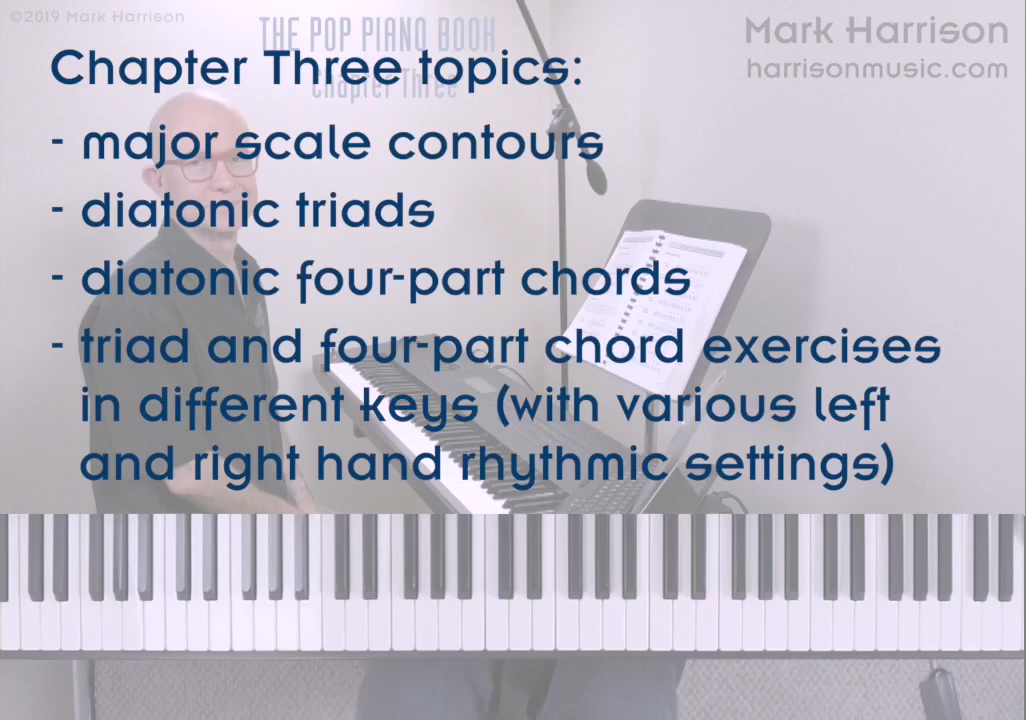 ©2019 Mark Harrison
THE POP PIANO BOOK
Chapter Three
Mark Harrison
harrisonmusic.com
Chapter Three topics:
- major scale contours
- diatonic triads
- diatonic four-part chords
- triad and four-part chord exercises
in different keys (with various left
and right hand rhythmic settings)